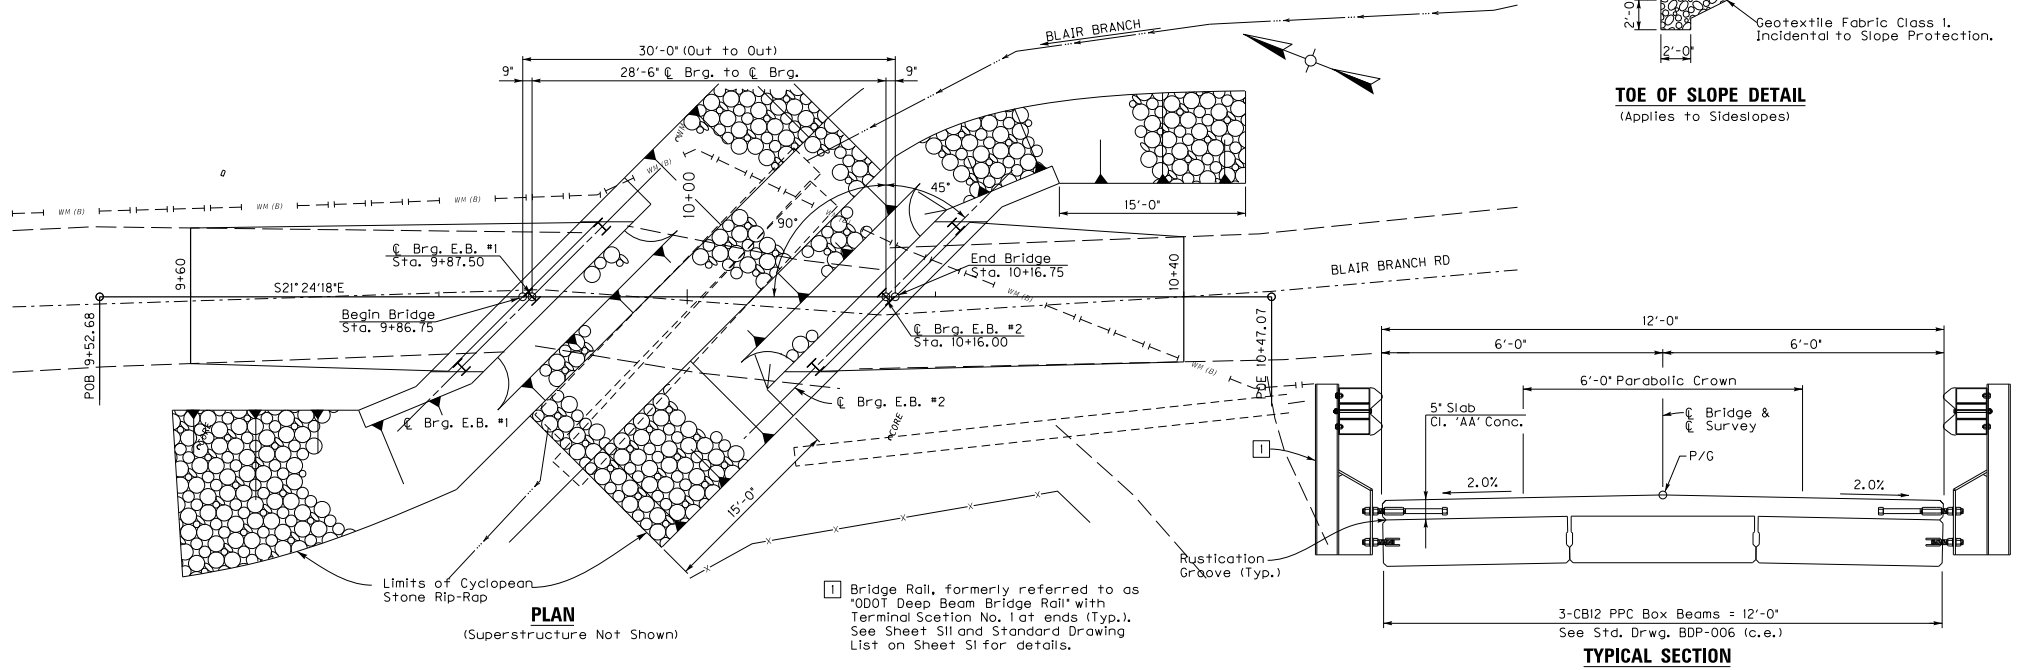 BLAIR BRANCH
30'-0" (Out to Out)
9"
28'-6" ℄ Brg. to ℄ Brg.
9"
2'-0"
2'-0"
Geotextile Fabric Class 1.
Incidental to Slope Protection.
TOE OF SLOPE DETAIL
(Applies to Sideslopes)
WM
WM (B)
WM (B)
WM (B)
WM (B)
WM (B)
WM (B)
WM (B)
10+00
45°
90°
15'-0"
9+60
℄ Brg. E.B. #1
Sta. 9+87.50
End Bridge
Sta. 10+16.75
10+40
BLAIR BRANCH RD
S21°24'18"E
Begin Bridge
Sta. 9+86.75
℄ Brg. E.B. #2
Sta. 10+16.00
POB 9+52.68
POE 10+47.07
℄ Brg. E.B. #1
℄ Brg. E.B. #2
CORE
CORE
15'-0"
X
X
X
X
X
X
Limits of Cyclopean
Stone Rip-Rap
PLAN
(Superstructure Not Shown)
1 Bridge Rail, formerly referred to as
"ODOT Deep Beam Bridge Rail" with
Terminal Scetion No. 1 at ends (Typ.).
See Sheet S11 and Standard Drawing
List on Sheet S1 for details.
12'-0"
6'-0"
6'-0"
6'-0" Parabolic Crown
5" Slab
Cl. 'AA' Conc.
℄ Bridge &
℄ Survey
1
P/G
2.0%
2.0%
Rustication
Groove (Typ.)
3-CB12 PPC Box Beams = 12'-0"
See Std. Drwg. BDP-006 (c.e.)
TYPICAL SECTION